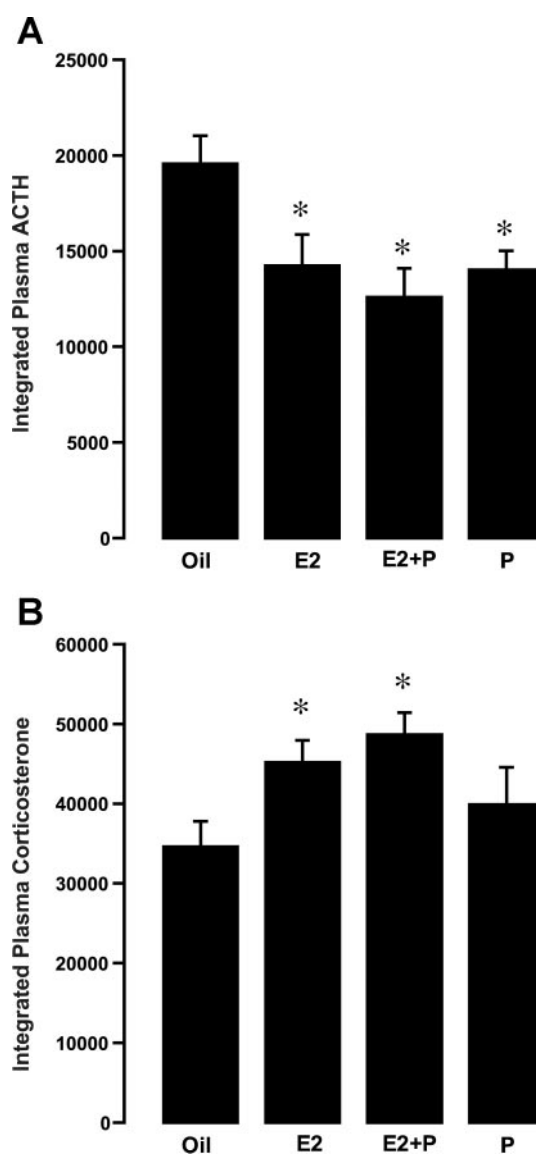 A
Integrated Plasma ACTH
25000
20000
15000
10000
5000
0
* * *
Oil E2 E2+P P
B
Integrated Plasma Corticosterone
60000
50000
40000
30000
20000
10000
0
* *
Oil E2 E2+P P